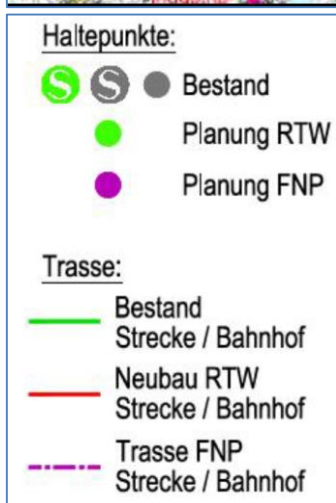 Haltepunkte:
S S Bestand
Planung RTW
Planung FNP
Trasse:
Bestand
Strecke / Bahnhof
Neubau RTW
Strecke / Bahnhof
Trasse FNP
Strecke / Bahnhof